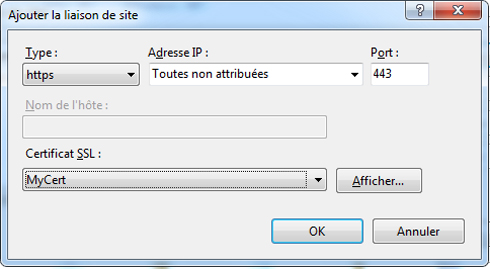 Ajouter la liaison de site
Type : Adresse IP : Port :
https Toutes non attribuées 443
Nom de l'hôte :
Certificat SSL :
MyCert Afficher...
OK Annuler